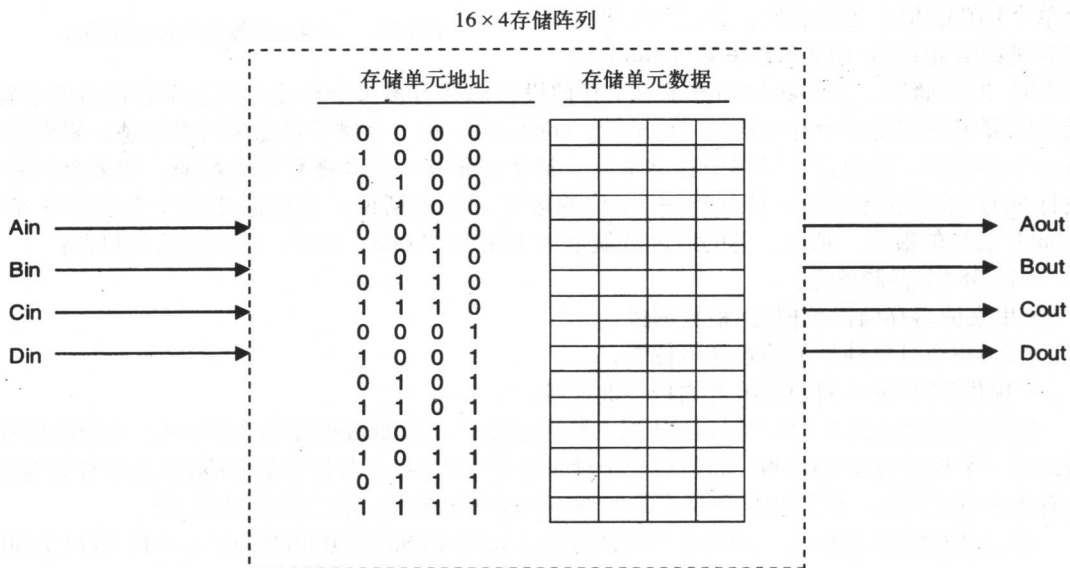 16×4存储阵列
存储单元地址 存储单元数据
0 0 0 0
1 0 0 0
0 1 0 0
1 1 0 0
Ain 0 0 1 0 Aout
Bin 1 0 1 0 Bout
0 1 1 0
Cin 1 1 1 0 Cout
0 0 0 1
Din 1 0 0 1 Dout
0 1 0 1
1 1 0 1
0 0 1 1
1 0 1 1
0 1 1 1
1 1 1 1